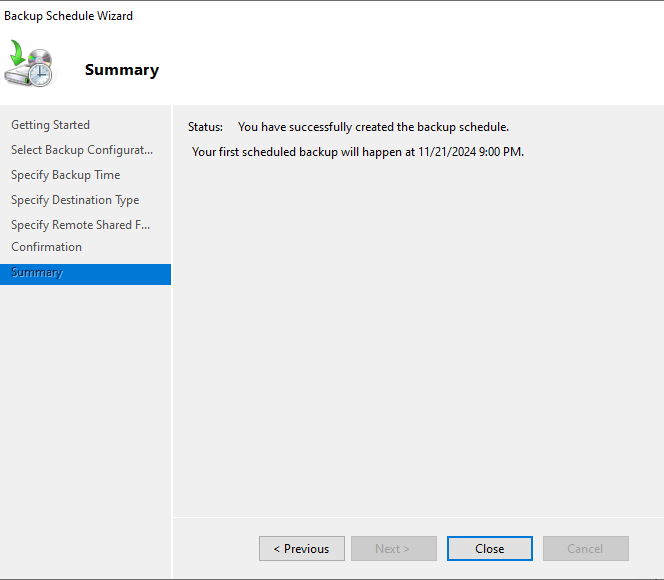 Backup Schedule Wizard
Summary
Getting Started
Select Backup Configurat...
Specify Backup Time
Specify Destination Type
Specify Remote Shared F...
Confirmation
Summary
Status: You have successfully created the backup schedule.
Your first scheduled backup will happen at 11/21/2024 9:00 PM.
< Previous
Next >
Close
Cancel